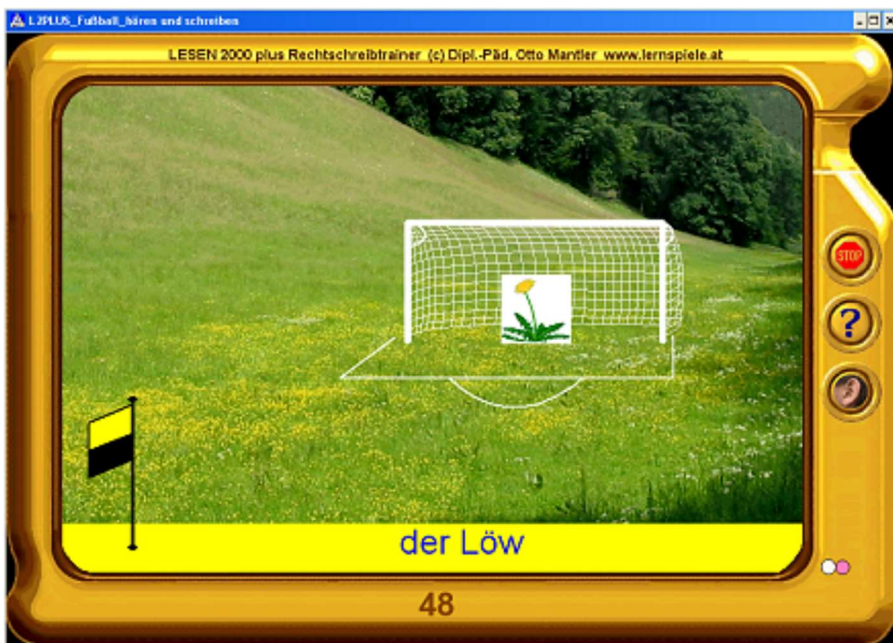 L2PLUS_Fußball_hören und schreiben
LESEN 2000 plus Rechtschreibtrainer (c) Dipl.-Päd. Otto Mantler www.lernspiele.at
STOP
?
der Löw
48